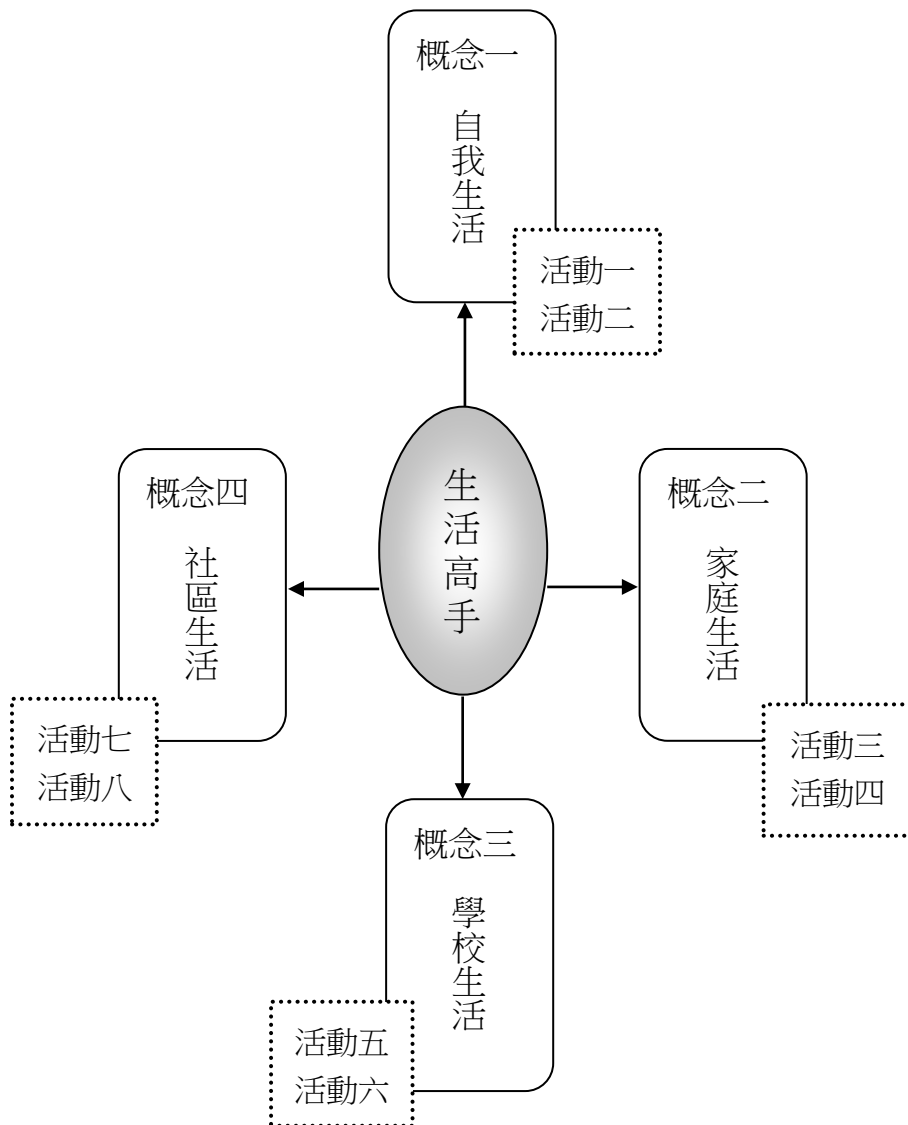 概念一
自我生活
活動一
活動二
生活高手
概念四
社區生活
活動七
活動八
概念二
家庭生活
活動三
活動四
概念三
學校生活
活動五
活動六